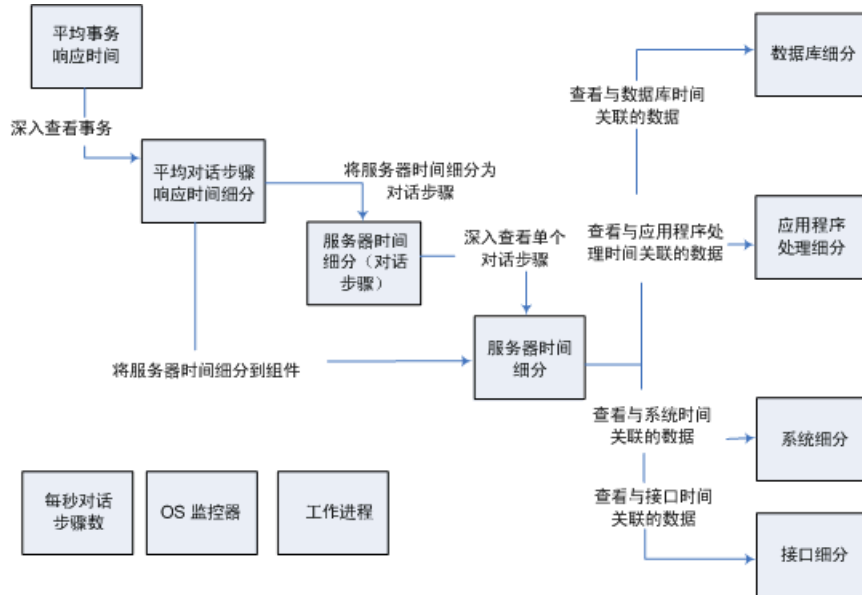 平均事务
响应时间
深入查看事务
平均对话步骤
响应时间细分
将服务器时间细分为
对话步骤
服务器时间
细分（对话
步骤）
深入查看单个
对话步骤
将服务器时间细分到组件
服务器时间
细分
查看与数据库时间
关联的数据
数据库细分
查看与应用程序处
理时间关联的数据
应用程序
处理细分
查看与系统时间
关联的数据
系统细分
查看与接口时间
关联的数据
接口细分
每秒对话
步骤数
OS 监控器
工作进程